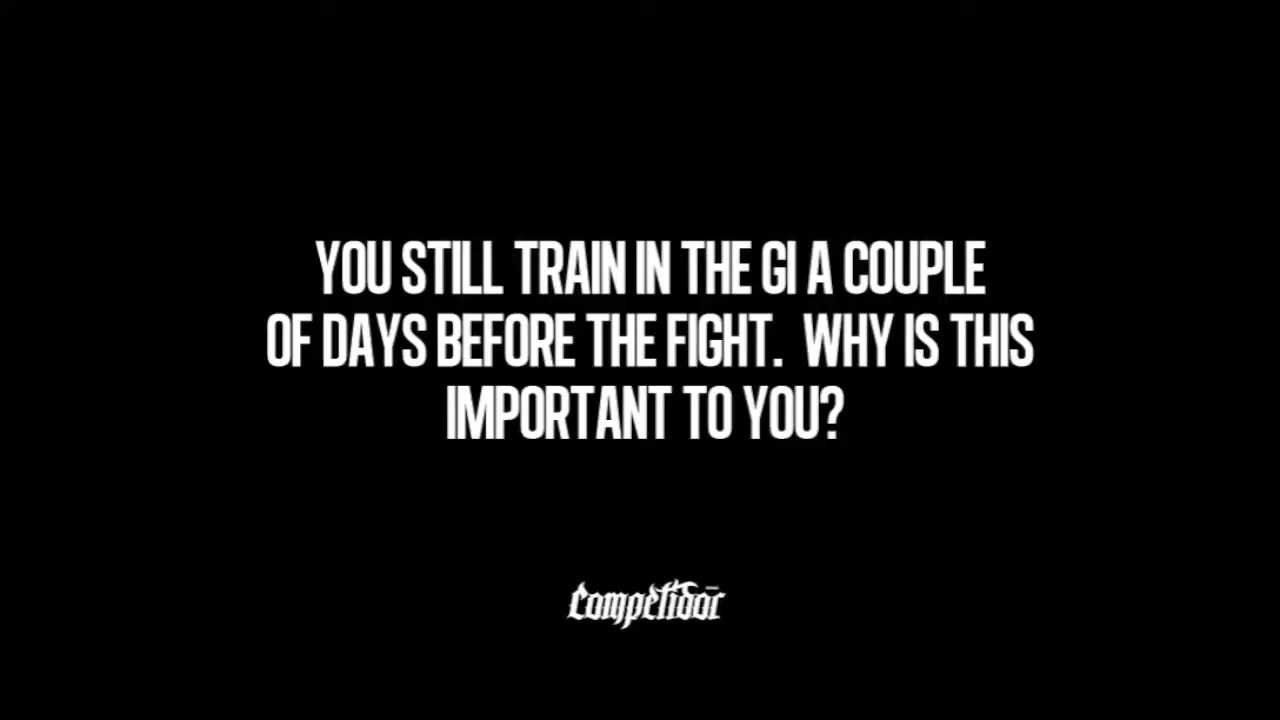 YOU STILL TRAIN IN THE GI A COUPLE
OF DAYS BEFORE THE FIGHT. WHY IS THIS
IMPORTANT TO YOU?
Competidor